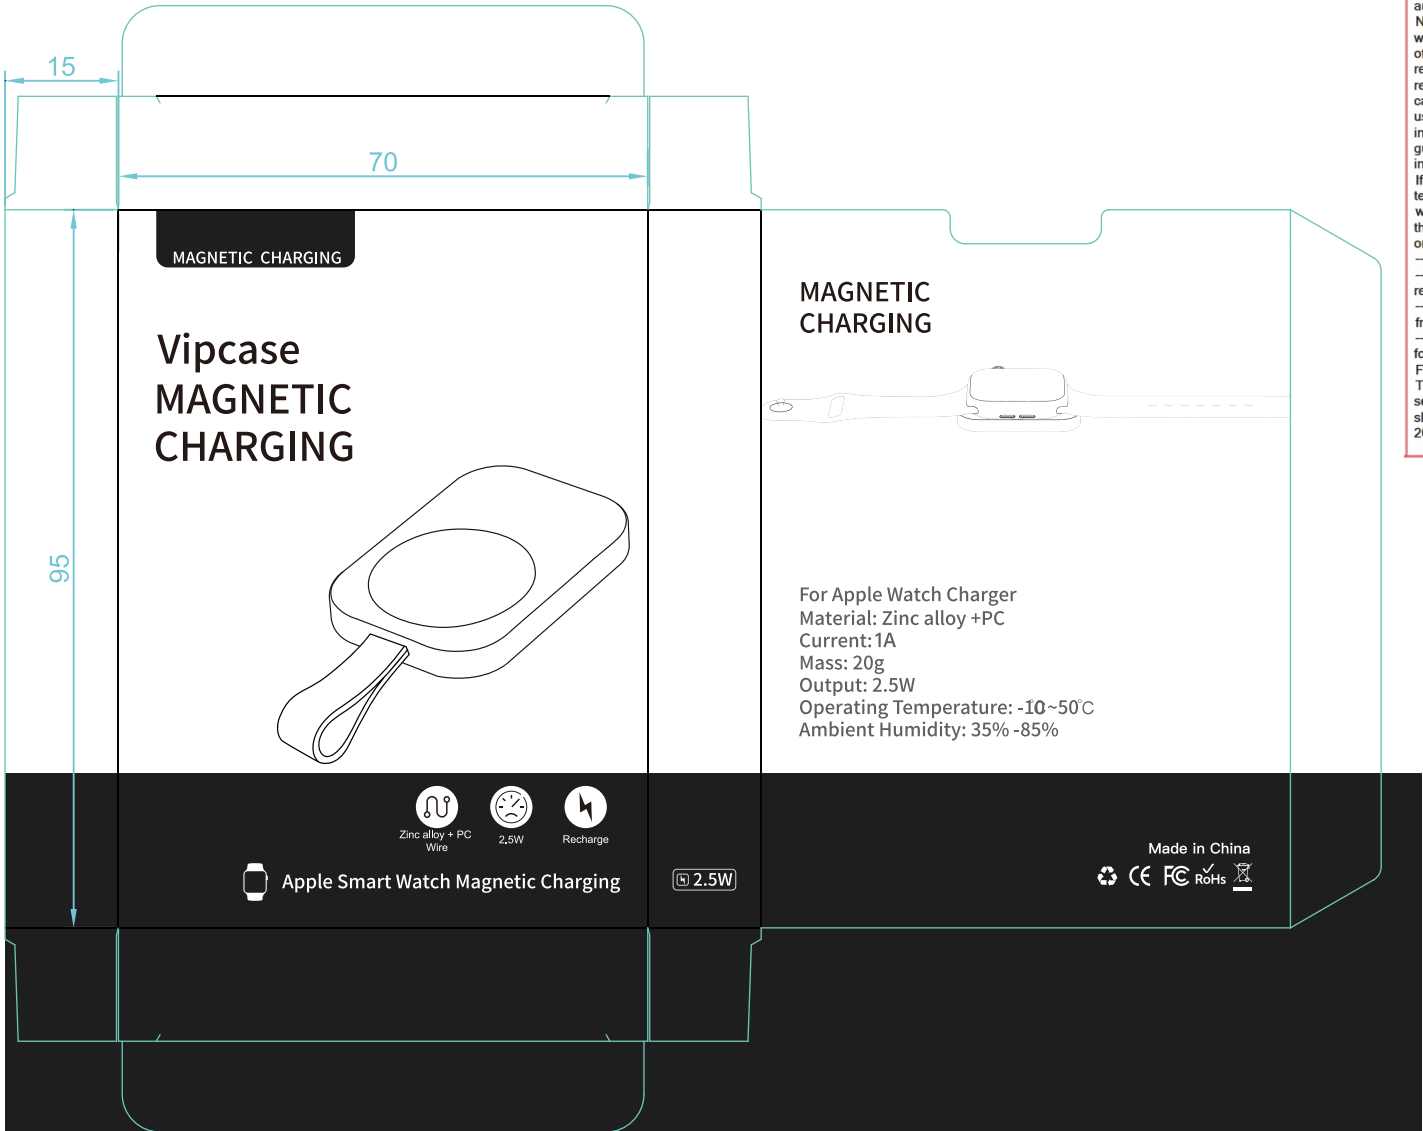 15
70
95
MAGNETIC CHARGING
Vipcase
MAGNETIC
CHARGING
Zinc alloy + PC
Wire
2.5W
Recharge
Apple Smart Watch Magnetic Charging
2.5W
MAGNETIC
CHARGING
For Apple Watch Charger
Material: Zinc alloy +PC
Current: 1A
Mass: 20g
Output: 2.5W
Operating Temperature: -10℃~50℃
Ambient Humidity: 35% -85%
Made in China
CE FC RoHs
If